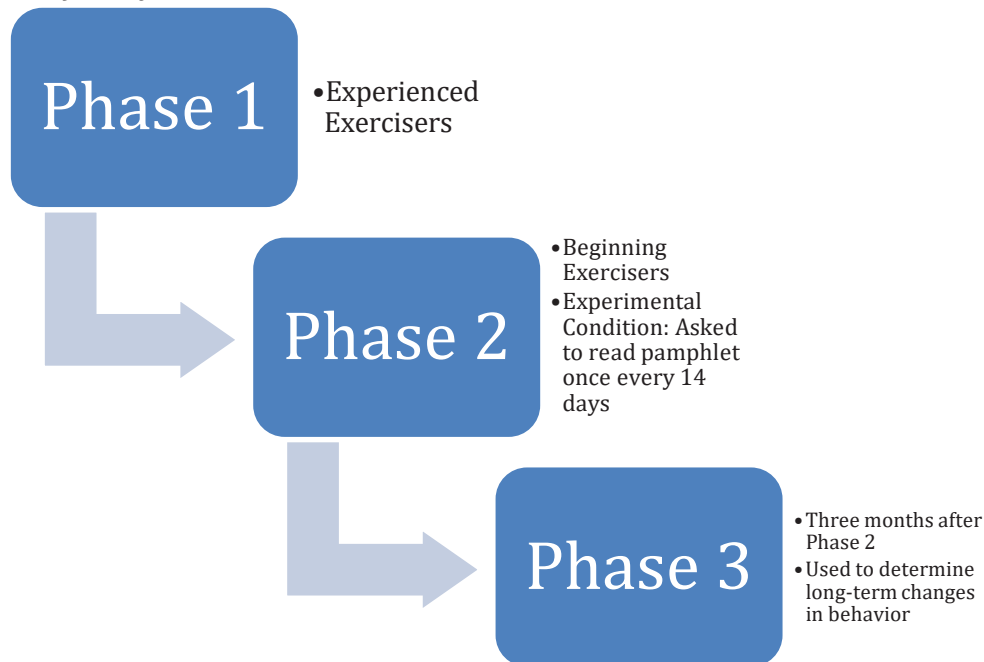 Phase 1
•Experienced
Exercisers
Phase 2
•Beginning
Exercisers
•Experimental
Condition: Asked
to read pamphlet
once every 14
days
Phase 3
•Three months after
Phase 2
•Used to determine
long-term changes
in behavior